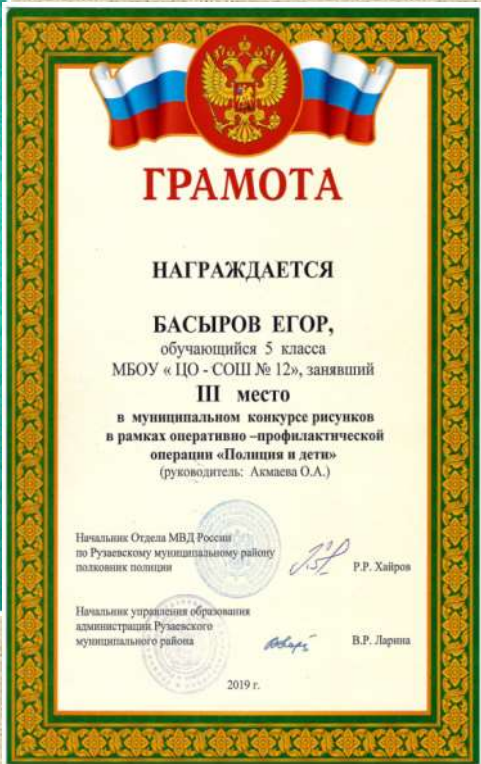 ГРАМОТА
НАГРАЖДАЕТСЯ
БАСЫРОВ ЕГОР,
обучающийся 5 класса
МБОУ « ЦО - СОШ № 12», занявший
III место
в муниципальном конкурсе рисунков
в рамках оперативно –профилактической
операции «Полиция и дети»
(руководитель: Акмаева О.А.)
Начальник Отдела МВД России
по Рузаевскому муниципальному району
полковник полиции Р.Р. Хайров
Начальник управления образования
администрации Рузаевского
муниципального района В.Р. Ларина
2019 г.